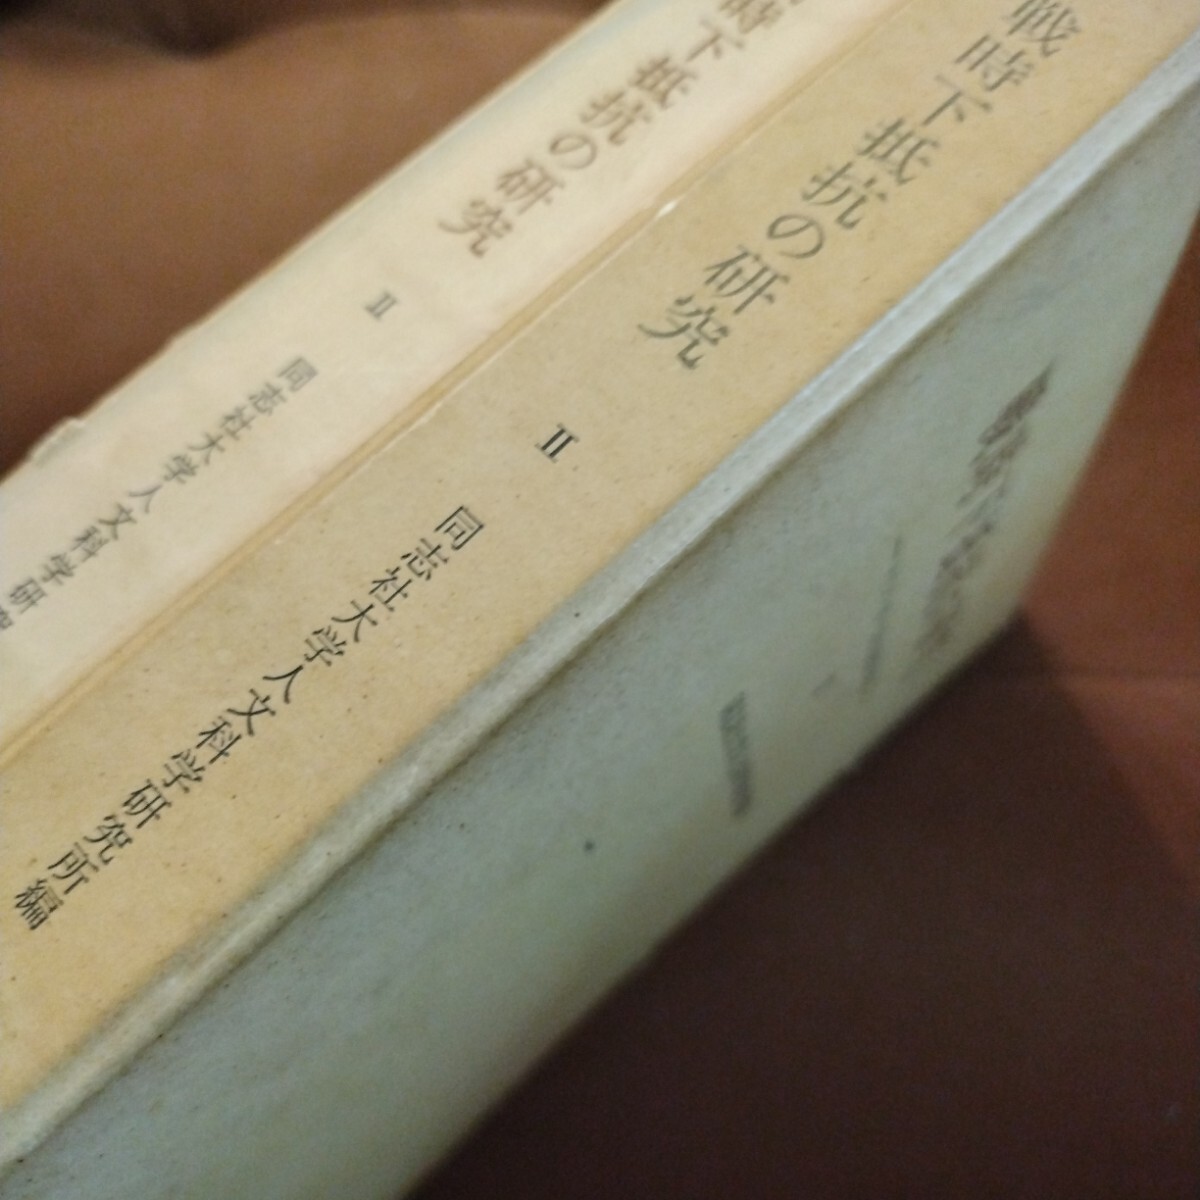 戦時下抵抗の研究
Ⅱ
同志社大学人文科学研究所編
時下抵抗の研究
Ⅱ
同志社大学人文科学研